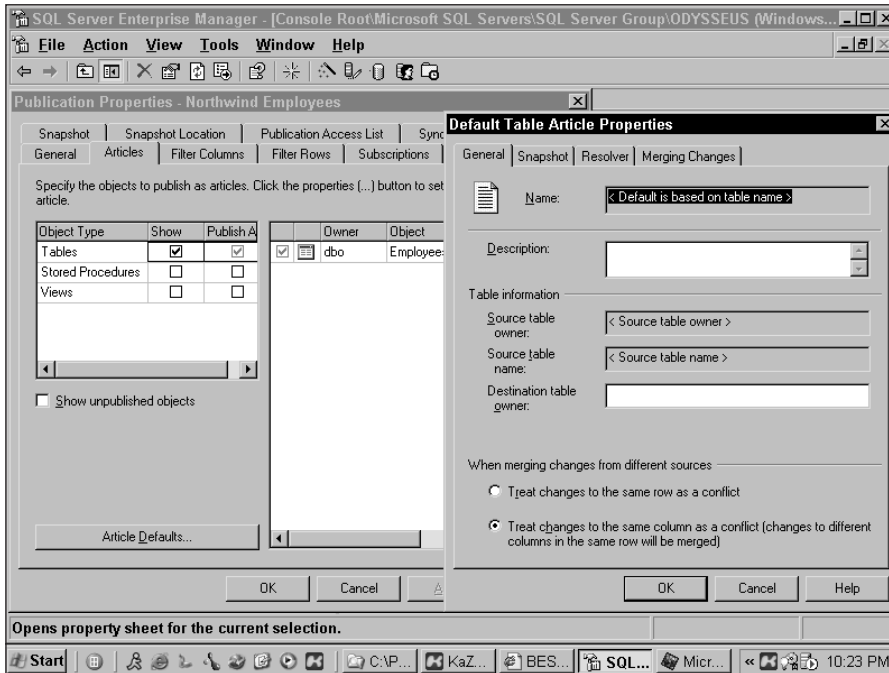 SQL Server Enterprise Manager - [Console Root\Microsoft SQL Servers\SQL Server Group\ODYSSEUS (Windows...
File Action View Tools Window Help
Publication Properties - Northwind Employees
Snapshot Snapshot Location Publication Access List Sync
General Articles Filter Columns Filter Rows Subscriptions
Specify the objects to publish as articles. Click the properties (...) button to set
article.
Object Type Show Publish A
Tables
Stored Procedures
Views
Owner Object
dbo Employees
Show unpublished objects
Article Defaults...
OK Cancel A
Default Table Article Properties
General Snapshot Resolver Merging Changes
Name: < Default is based on table name >
Description:
Table information
Source table
owner:
< Source table owner >
Source table
name:
< Source table name >
Destination table
owner:
When merging changes from different sources
Treat changes to the same row as a conflict
Treat changes to the same column as a conflict (changes to different
columns in the same row will be merged)
OK Cancel Help
Opens property sheet for the current selection.
Start C:\P... KaZ... BES... SQL... Micr... « 10:23 PM